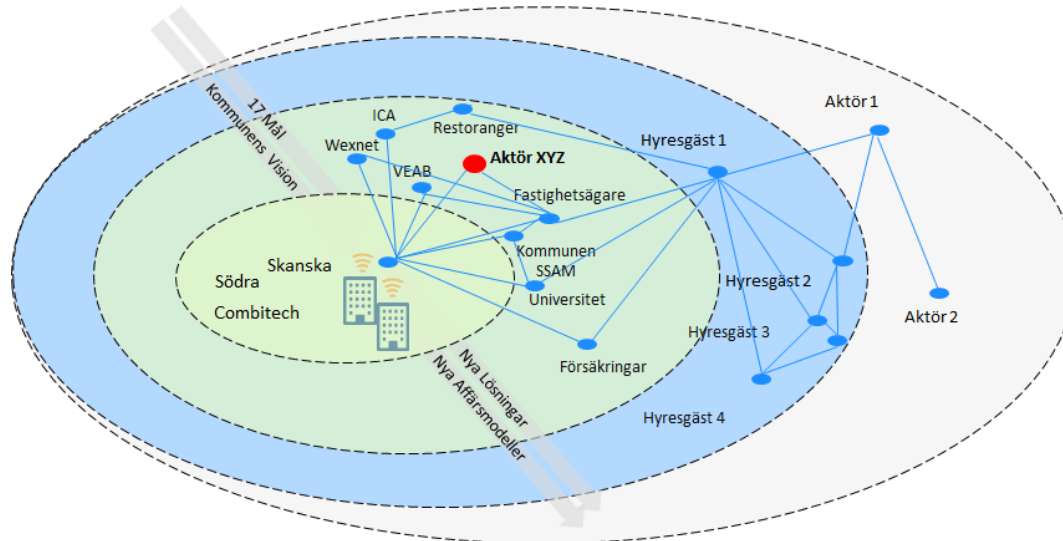 17 Mål
Kommunens Vision
ICA
Restoranger
Wexnet
Aktör XYZ
VEAB
Fastighetsägare
Aktör 1
Hyresgäst 1
Kommunen
SSAM
Universitet
Skanska
Södra
Combitech
Hyresgäst 2
Hyresgäst 3
Aktör 2
Försäkringar
Hyresgäst 4
Nya Lösningar
Nya Affärsmodeller